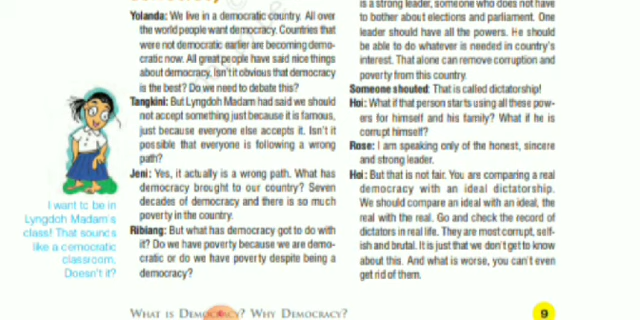 Yolanda: We live in a democratic country. All over
the world people want democracy. Countries that
were not democratic earlier are becoming demo-
cratic now. All great people have said nice things
about democracy. Isn't it obvious that democracy
is the best? Do we need to debate this?
Tangkini: But Lyngdoh Madam had said we should
not accept something just because it is famous,
just because everyone else accepts it. Isn't it
possible that everyone is following a wrong
path?
Jeni: Yes, it actually is a wrong path. What has
democracy brought to our country? Seven
decades of democracy and there is so much
poverty in the country.
Ribiang: But what has democracy got to do with
it? Do we have poverty because we are demo-
cratic or do we have poverty despite being a
democracy?
I want to be in
Lyngdoh Madam's
class! That sounds
like a democratic
classroom.
Doesn't it?
is a strong leader, someone who does not have
to bother about elections and parliament. One
leader should have all the powers. He should
be able to do whatever is needed in country's
interest. That alone can remove corruption and
poverty from this country.
Someone shouted: That is called dictatorship!
Hoi: What if that person starts using all these pow-
ers for himself and his family? What if he is
corrupt himself?
Rose: I am speaking only of the honest, sincere
and strong leader.
Hoi: But that is not fair. You are comparing a real
democracy with an ideal dictatorship.
We should compare an ideal with an ideal, the
real with the real. Go and check the record of
dictators in real life. They are most corrupt, self-
ish and brutal. It is just that we don't get to know
about this. And what is worse, you can't even
get rid of them.
What is Democracy? Why Democracy?
9